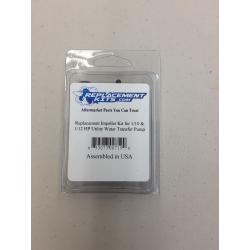 REPLACEMENT
KITS.COM
Aftermarket Parts You Can Trust
Replacement Impeller Kit for 1/10 &
1/12 HP Utility Water Transfer Pump
Assembled in USA